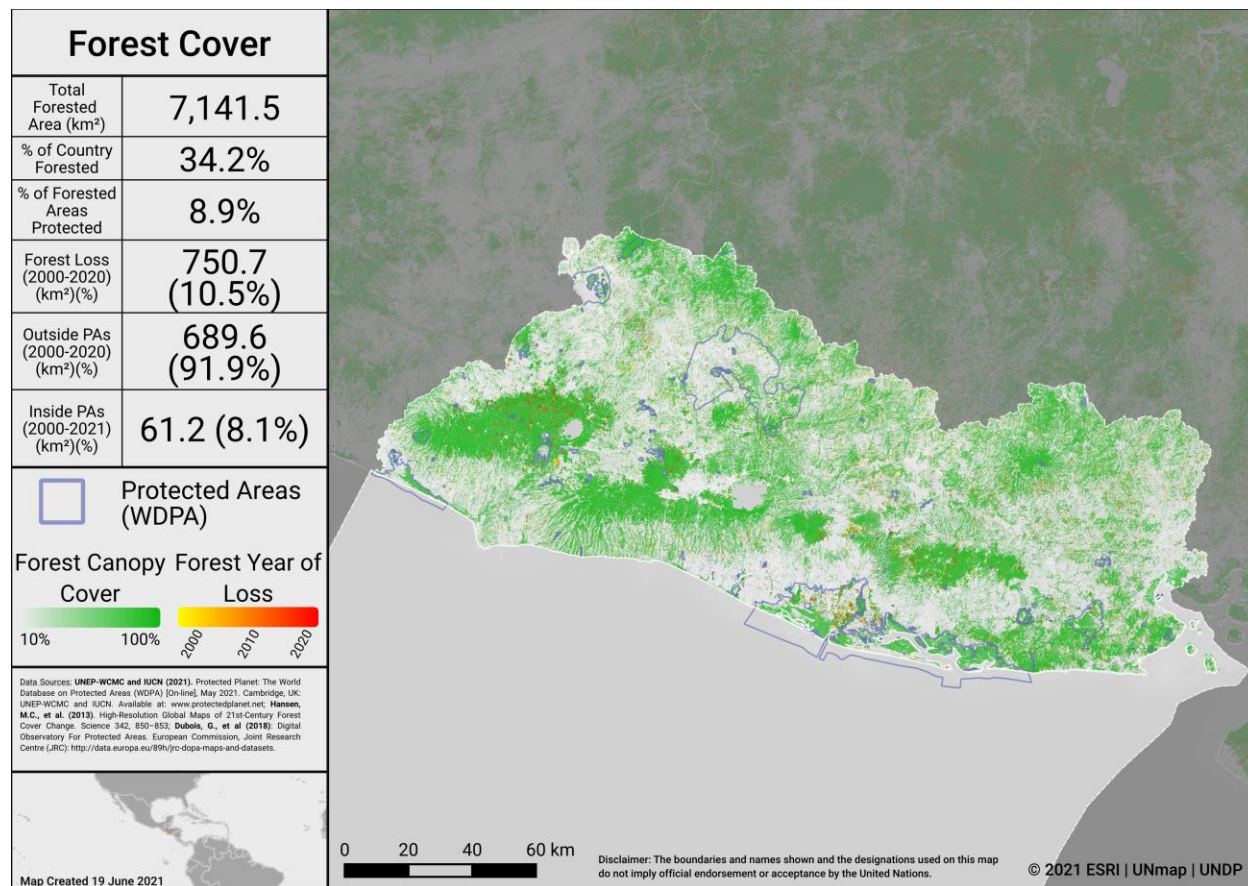 Forest Cover
Total
Forested
Area (km²)
7,141.5
% of Country
Forested
34.2%
% of Forested
Areas
Protected
8.9%
Forest Loss
(2000-2020)
(km²)(%)
750.7
(10.5%)
Outside PAs
(2000-2020)
(km²)(%)
689.6
(91.9%)
Inside PAs
(2000-2021)
(km²)(%)
61.2 (8.1%)
Protected Areas
(WDPA)
Forest Canopy
Cover
10% 100%
Forest Year of
Loss
2000 2010 2020
Data Sources: UNEP-WCMC and IUCN (2021). Protected Planet: The World
Database on Protected Areas (WDPA) [On-line], May 2021. Cambridge, UK:
UNEP-WCMC and IUCN. Available at: www.protectedplanet.net; Hansen,
M.C., et al. (2013). High-Resolution Global Maps of 21st-Century Forest
Cover Change. Science 342, 850–853; Dubois, G., et al (2018): Digital
Observatory For Protected Areas. European Commission, Joint Research
Centre (JRC): http://data.europa.eu/89h/jrc-dopa-maps-and-datasets.
Map Created 19 June 2021
0 20 40 60 km
Disclaimer: The boundaries and names shown and the designations used on this map
do not imply official endorsement or acceptance by the United Nations.
© 2021 ESRI | UNmap | UNDP